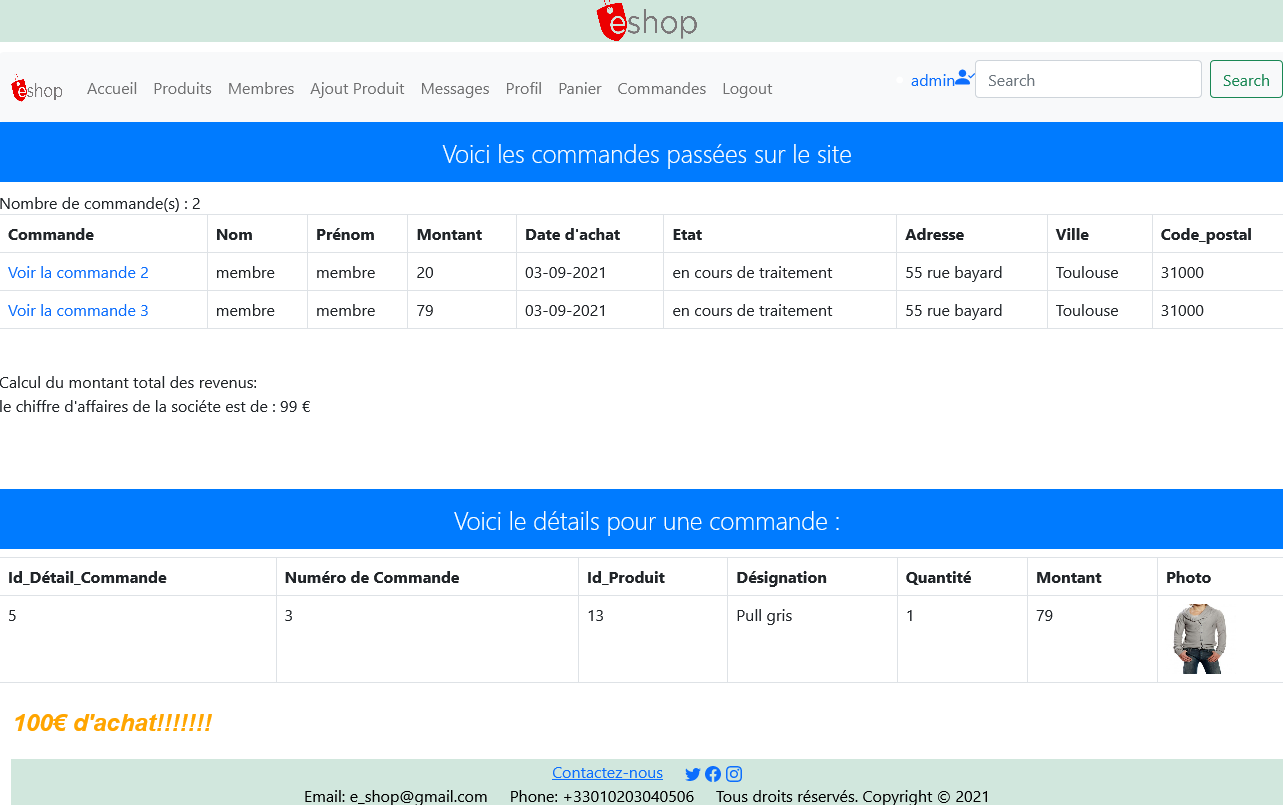 eshop
eshop Accueil Produits Membres Ajout Produit Messages Profil Panier Commandes Logout admin Search Search
Voici les commandes passées sur le site
Nombre de commande(s) : 2
Commande Nom Prénom Montant Date d'achat Etat Adresse Ville Code_postal
Voir la commande 2 membre membre 20 03-09-2021 en cours de traitement 55 rue bayard Toulouse 31000
Voir la commande 3 membre membre 79 03-09-2021 en cours de traitement 55 rue bayard Toulouse 31000
Calcul du montant total des revenus:
le chiffre d'affaires de la sociéte est de : 99 €
Voici le détails pour une commande :
Id_Détail_Commande Numéro de Commande Id_Produit Désignation Quantité Montant Photo
5 3 13 Pull gris 1 79
100€ d'achat!!!!!!!
Contactez-nous
Email: e_shop@gmail.com Phone: +33010203040506 Tous droits réservés. Copyright © 2021